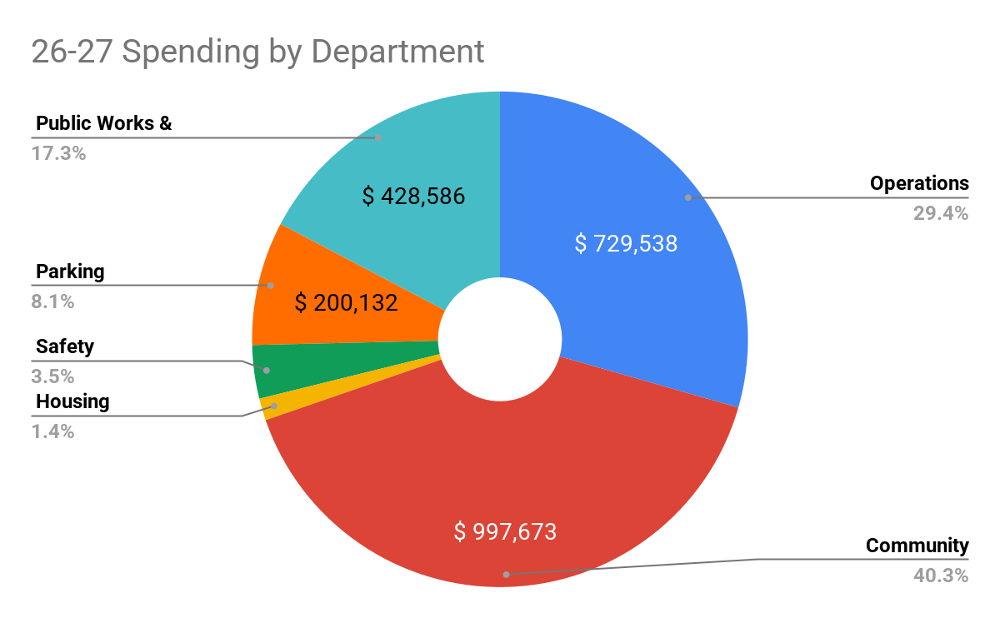 26-27 Spending by Department
Public Works &
17.3%
$ 428,586
Operations
29.4%
$ 729,538
Parking
8.1%
$ 200,132
Safety
3.5%
Housing
1.4%
$ 997,673
Community
40.3%